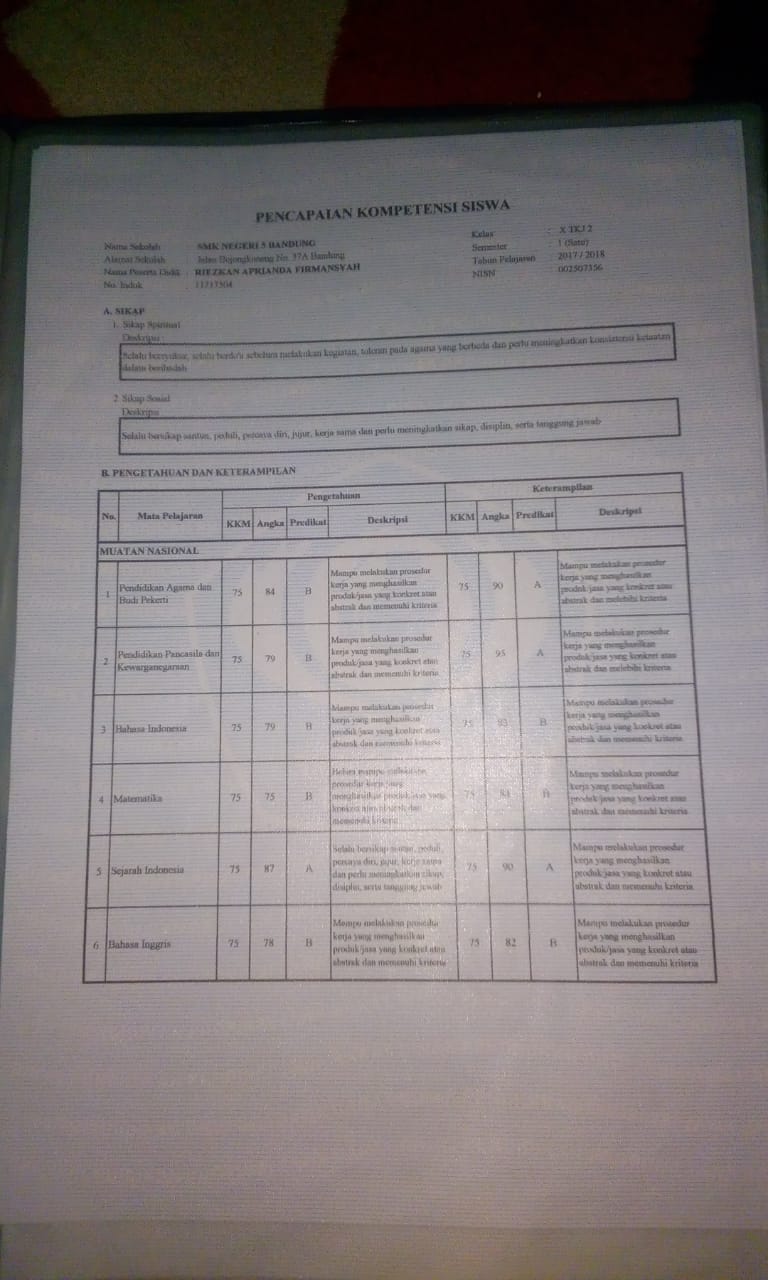 PENCAPAIAN KOMPETENSI SISWA
Nama Sekolah : SMK NEGERI 5 BANDUNG
Alamat Sekolah : Jalan Bojongkoneng No. 37A Bandung
Nama Peserta Didik : RIEZKAN APRIANDA FIRMANSYAH
No. Induk : 11717504
Kelas : X TKJ 2
Semester : 1 (Satu)
Tahun Pelajaran : 2017 / 2018
NISN : 002507356
A. SIKAP
1. Sikap Spiritual
Deskripsi :
Selalu bersyukur, selalu berdo'a sebelum melakukan kegiatan, toleran pada agama yang berbeda dan perlu meningkatkan konsistensi ketaatan
dalam beribadah
2. Sikap Sosial
Deskripsi
Selalu bersikap santun, peduli, percaya diri, jujur, kerja sama dan perlu meningkatkan sikap, disiplin, serta tanggung jawab
B. PENGETAHUAN DAN KETERAMPILAN
No. Mata Pelajaran Pengetahuan Keterampilan
KKM Angka Predikat Deskripsi KKM Angka Predikat Deskripsi
MUATAN NASIONAL
1 Pendidikan Agama dan
Budi Pekerti
75 84 B
Mampu melakukan prosedur
kerja yang menghasilkan
produk/jasa yang konkret atau
abstrak dan memenuhi kriteria
75 90 A
Mampu melakukan prosedur
kerja yang menghasilkan
produk/jasa yang konkret atau
abstrak dan melebihi kriteria
2 Pendidikan Pancasila dan
Kewarganegaraan
75 79 B
Mampu melakukan prosedur
kerja yang menghasilkan
produk/jasa yang konkret atau
abstrak dan memenuhi kriteria
75 95 A
Mampu melakukan prosedur
kerja yang menghasilkan
produk/jasa yang konkret atau
abstrak dan melebihi kriteria
3 Bahasa Indonesia
75 79 B
Mampu melakukan prosedur
kerja yang menghasilkan
produk/jasa yang konkret atau
abstrak dan memenuhi kriteria
75 B
Mampu melakukan prosedur
kerja yang menghasilkan
produk/jasa yang konkret atau
abstrak dan memenuhi kriteria
4 Matematika
75 75 B
mampu
prosedur kerja yang
menghasilkan produk/jasa yang
konkret atau abstrak dan
memenuhi kriteria
75 B
Mampu melakukan prosedur
kerja yang menghasilkan
produk/jasa yang konkret atau
abstrak dan memenuhi kriteria
5 Sejarah Indonesia
75 87 A
Selalu bersikap santun, peduli,
percaya diri, jujur, kerja sama
dan perlu meningkatkan sikap,
disiplin, serta tanggung jawab
75 90 A
Mampu melakukan prosedur
kerja yang menghasilkan
produk/jasa yang konkret atau
abstrak dan memenuhi kriteria
6 Bahasa Inggris
75 78 B
Mampu melakukan prosedur
kerja yang menghasilkan
produk/jasa yang konkret atau
abstrak dan memenuhi kriteria
75 82 B
Mampu melakukan prosedur
kerja yang menghasilkan
produk/jasa yang konkret atau
abstrak dan memenuhi kriteria